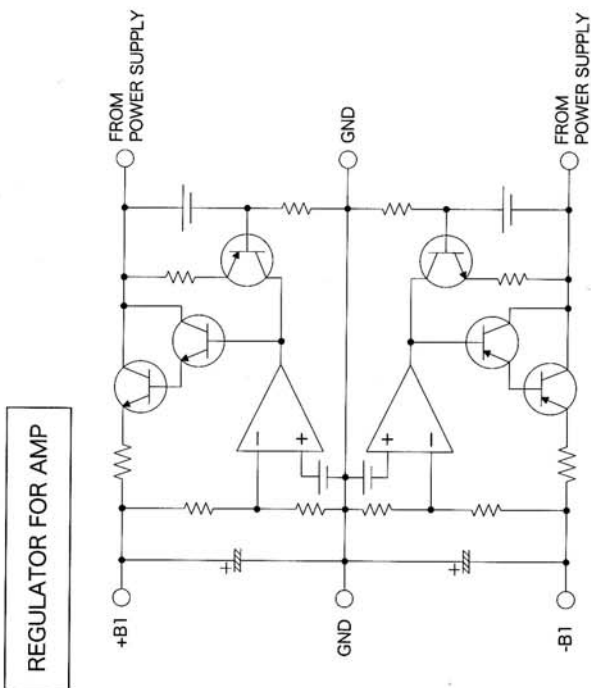 REGULATOR FOR AMP
+B1
GND
-B1
FROM
POWER SUPPLY
GND
FROM
POWER SUPPLY
+
+
−
+
+
−